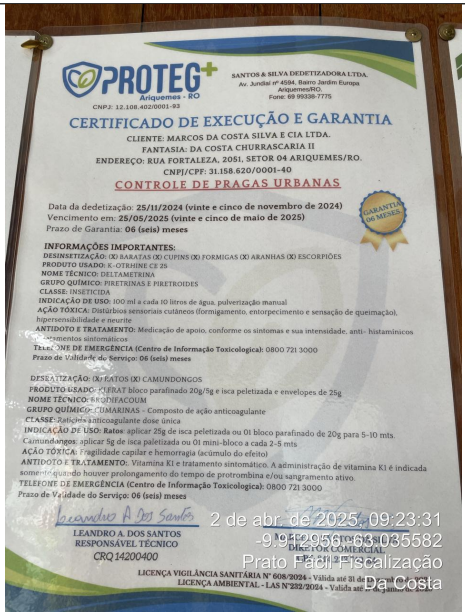 PROTEG+
Ariquemes - RO
CNPJ: 12.108.402/0001-93
SANTOS & SILVA DEDETIZADORA LTDA.
Av. Jundiaí nº 4594, Bairro Jardim Europa
Ariquemes/RO.
Fone: 69 99336-7775
CERTIFICADO DE EXECUÇÃO E GARANTIA
CLIENTE: MARCOS DA COSTA SILVA E CIA LTDA.
FANTASIA: DA COSTA CHURRASCARIA II
ENDEREÇO: RUA FORTALEZA, 2051, SETOR 04 ARIQUEMES/RO.
CNPJ/CPF: 31.158.620/0001-40
CONTROLE DE PRAGAS URBANAS
Data da dedetização: 25/11/2024 (vinte e cinco de novembro de 2024)
Vencimento em: 25/05/2025 (vinte e cinco de maio de 2025)
Prazo de Garantia: 06 (seis) meses
GARANTIA
06 MESES
INFORMAÇÕES IMPORTANTES:
DESINSETIZAÇÃO: (X) BARATAS (X) CUPINS (X) FORMIGAS (X) ARANHAS (X) ESCORPIÕES
PRODUTO USADO: K-OTRHINE CE 25
NOME TÉCNICO: DELTAMETRINA
GRUPO QUÍMICO: PIRETRINAS E PIRETROIDES
CLASSE: INSETICIDA
INDICAÇÃO DE USO: 100 ml a cada 10 litros de água, pulverização manual
AÇÃO TÓXICA: Distúrbios sensoriais cutâneos (formigamento, entorpecimento e sensação de queimação),
hipersensibilidade e neurite
ANTIDOTO E TRATAMENTO: Medicação de apoio, conforme os sintomas e sua intensidade, anti- histamínicos
sintomáticos
TELEFONE DE EMERGÊNCIA (Centro de Informação Toxicologica): 0800 721 3000
Prazo de Validade do Serviço: 06 (seis) meses
DESRATIZAÇÃO: (X) RATOS (X) CAMUNDONGOS
PRODUTO USADO: KLERAT bloco parafinado 20g/5g e isca peletizada e envelopes de 25g
NOME TÉCNICO: BRODIFACOUM
GRUPO QUÍMICO: CUMARINAS - Composto de ação anticoagulante
CLASSE: Raticida anticoagulante dose única
INDICAÇÃO DE USO: Ratos: aplicar 25g de isca peletizada ou 01 bloco parafinado de 20g para 5-10 mts.
Camundongos: aplicar 5g de isca peletizada ou 01 mini-bloco a cada 2-5 mts
AÇÃO TÓXICA: Fragilidade capilar e hemorragia (acúmulo do efeito)
ANTIDOTO E TRATAMENTO: Vitamina K1 e tratamento sintomático. A administração de vitamina K1 é indicada
somente quando houver prolongamento do tempo de protrombina e/ou sangramento ativo.
TELEFONE DE EMERGÊNCIA (Centro de Informação Toxicologica): 0800 721 3000
Prazo de Validade do Serviço: 06 (seis) meses
Leandro A. Dos Santos
LEANDRO A. DOS SANTOS
RESPONSÁVEL TÉCNICO
CRQ 14200400
DIRETOR COMERCIAL
LICENÇA VIGILÂNCIA SANITÁRIA Nº 608/2024 - Válida até 31 de
LICENÇA AMBIENTAL - LAS Nº232/2024 - Válida até
2 de abr. de 2025, 09:23:31
Prato Fácil Fiscalização
Da Costa